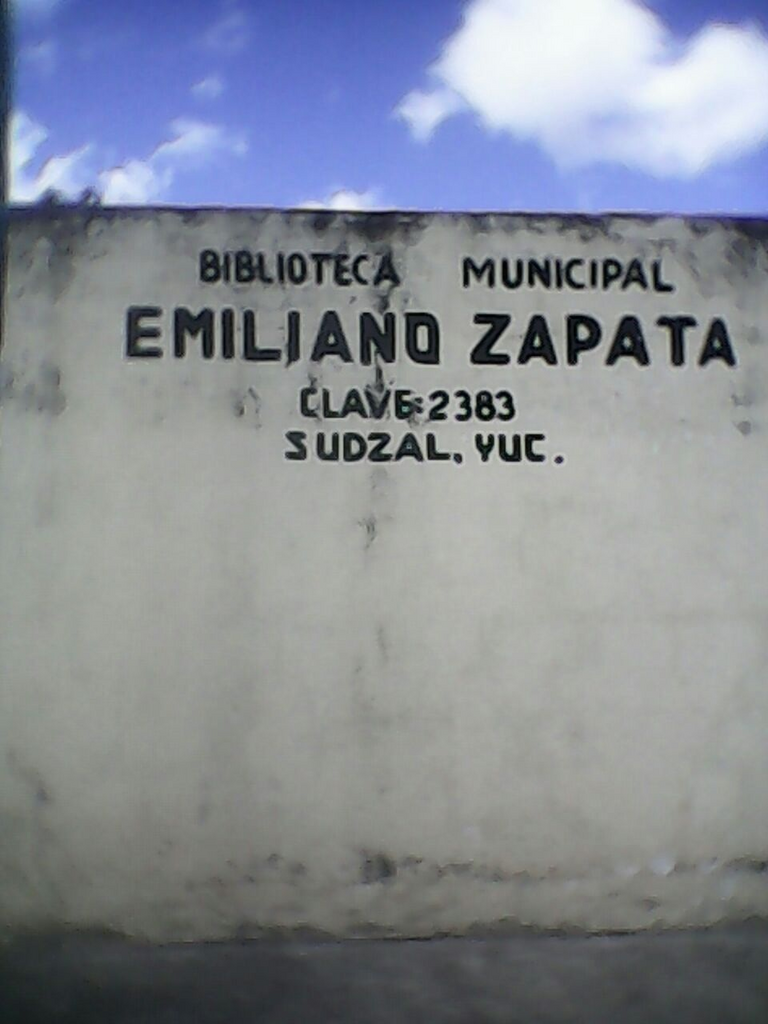 BIBLIOTECA MUNICIPAL
EMILIANO ZAPATA
CLAVE:2383
SUDZAL, YUC.